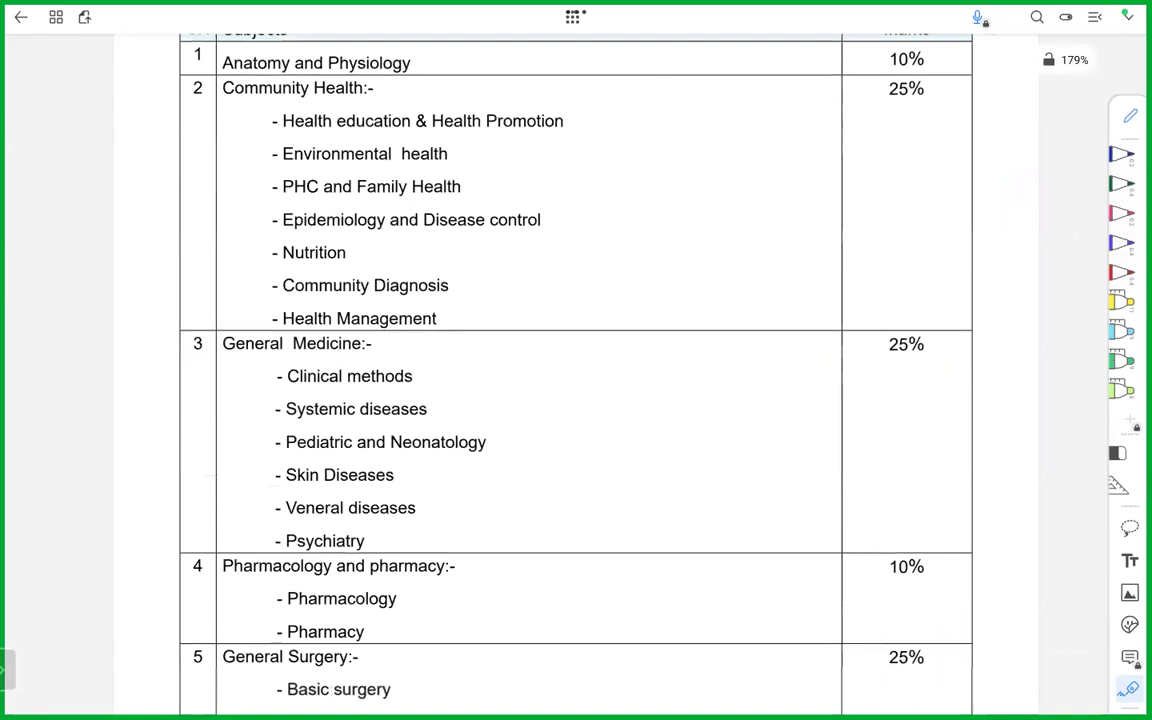 179%
Subjects
1 Anatomy and Physiology 10%
2 Community Health:- 25%
- Health education & Health Promotion
- Environmental health
- PHC and Family Health
- Epidemiology and Disease control
- Nutrition
- Community Diagnosis
- Health Management
3 General Medicine:- 25%
- Clinical methods
- Systemic diseases
- Pediatric and Neonatology
- Skin Diseases
- Veneral diseases
- Psychiatry
4 Pharmacology and pharmacy:- 10%
- Pharmacology
- Pharmacy
5 General Surgery:- 25%
- Basic surgery
Tт